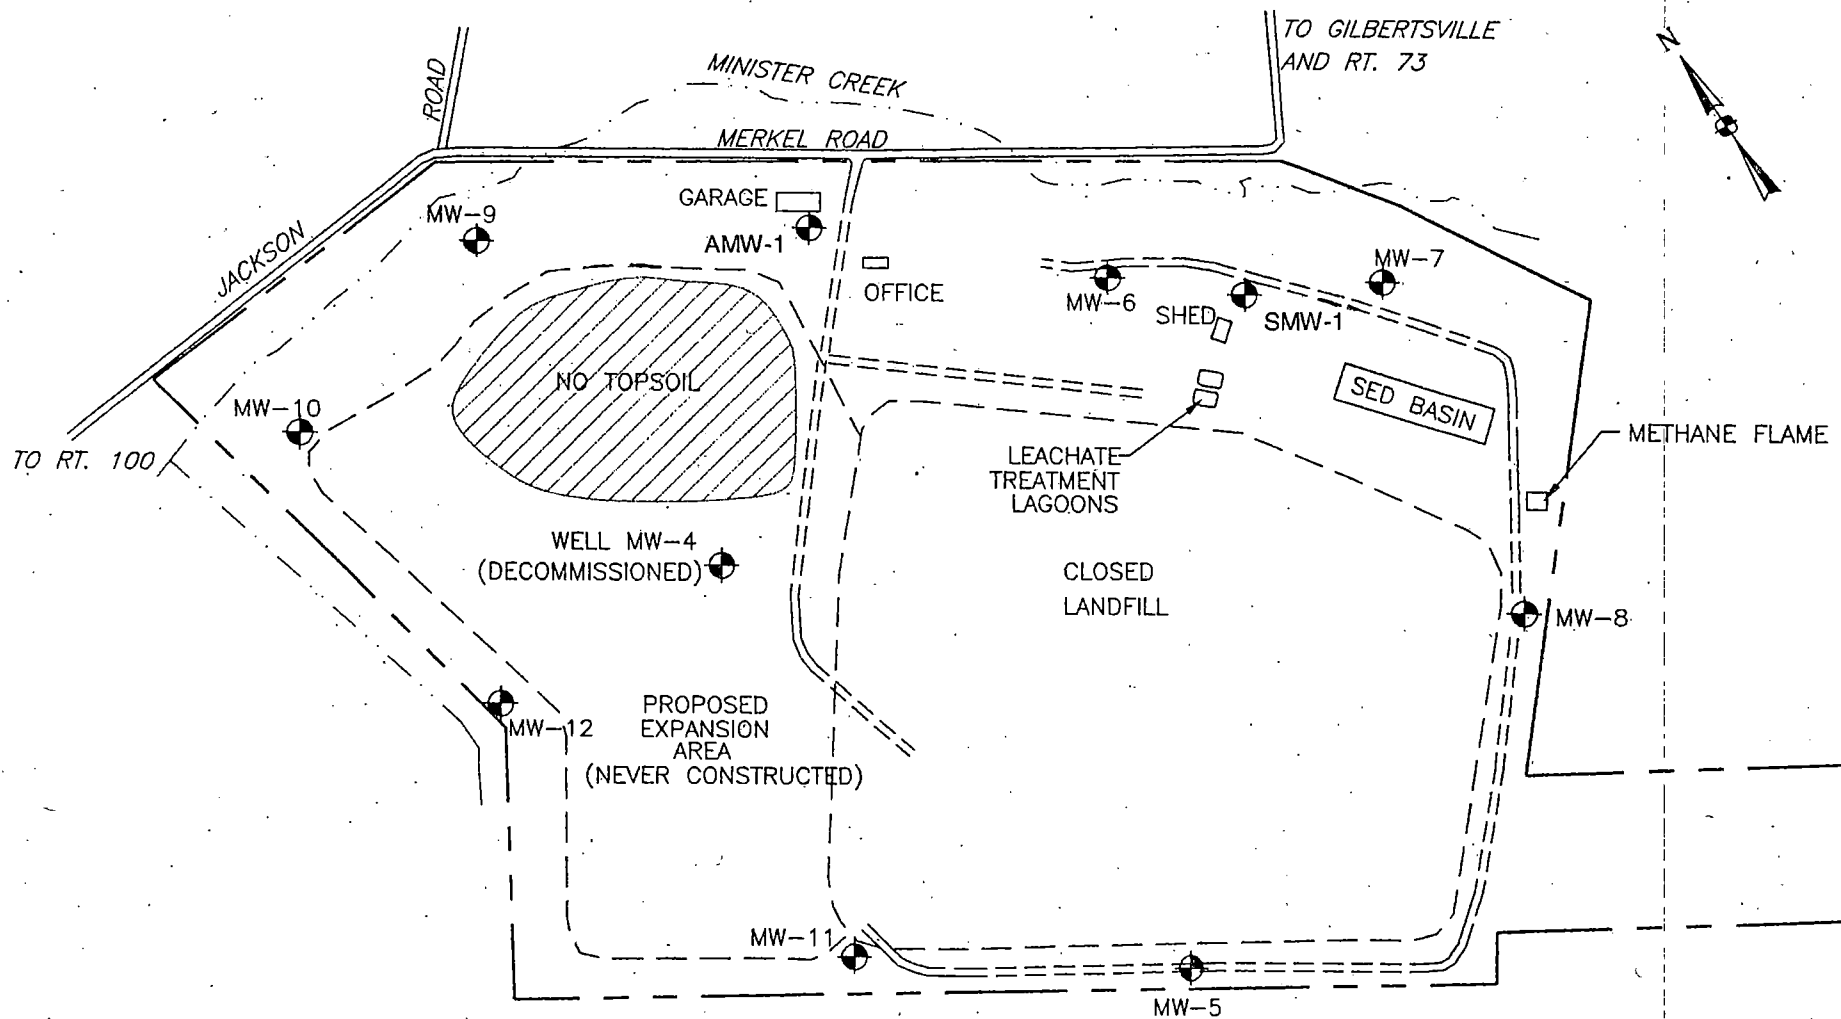 TO GILBERTSVILLE
AND RT. 73
N
ROAD
MINISTER CREEK
MERKEL ROAD
JACKSON
GARAGE
MW-9
AMW-1
OFFICE
MW-7
MW-6
SHED
SMW-1
NO TOPSOIL
MW-10
SED BASIN
TO RT. 100
METHANE FLAME
LEACHATE
TREATMENT
LAGOONS
WELL MW-4
(DECOMMISSIONED)
CLOSED
LANDFILL
MW-8
PROPOSED
EXPANSION
AREA
(NEVER CONSTRUCTED)
MW-12
MW-11
MW-5